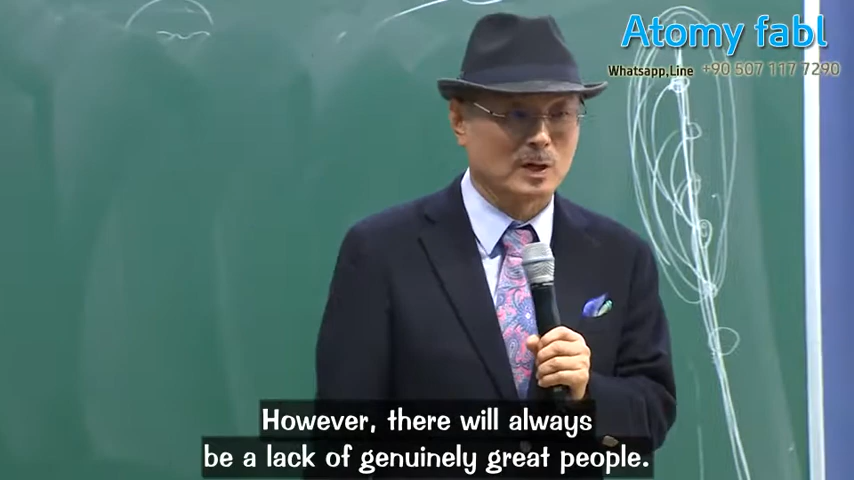 Atomy fabl
Whatsapp,Line +90 507 117 7290
However, there will always
be a lack of genuinely great people.